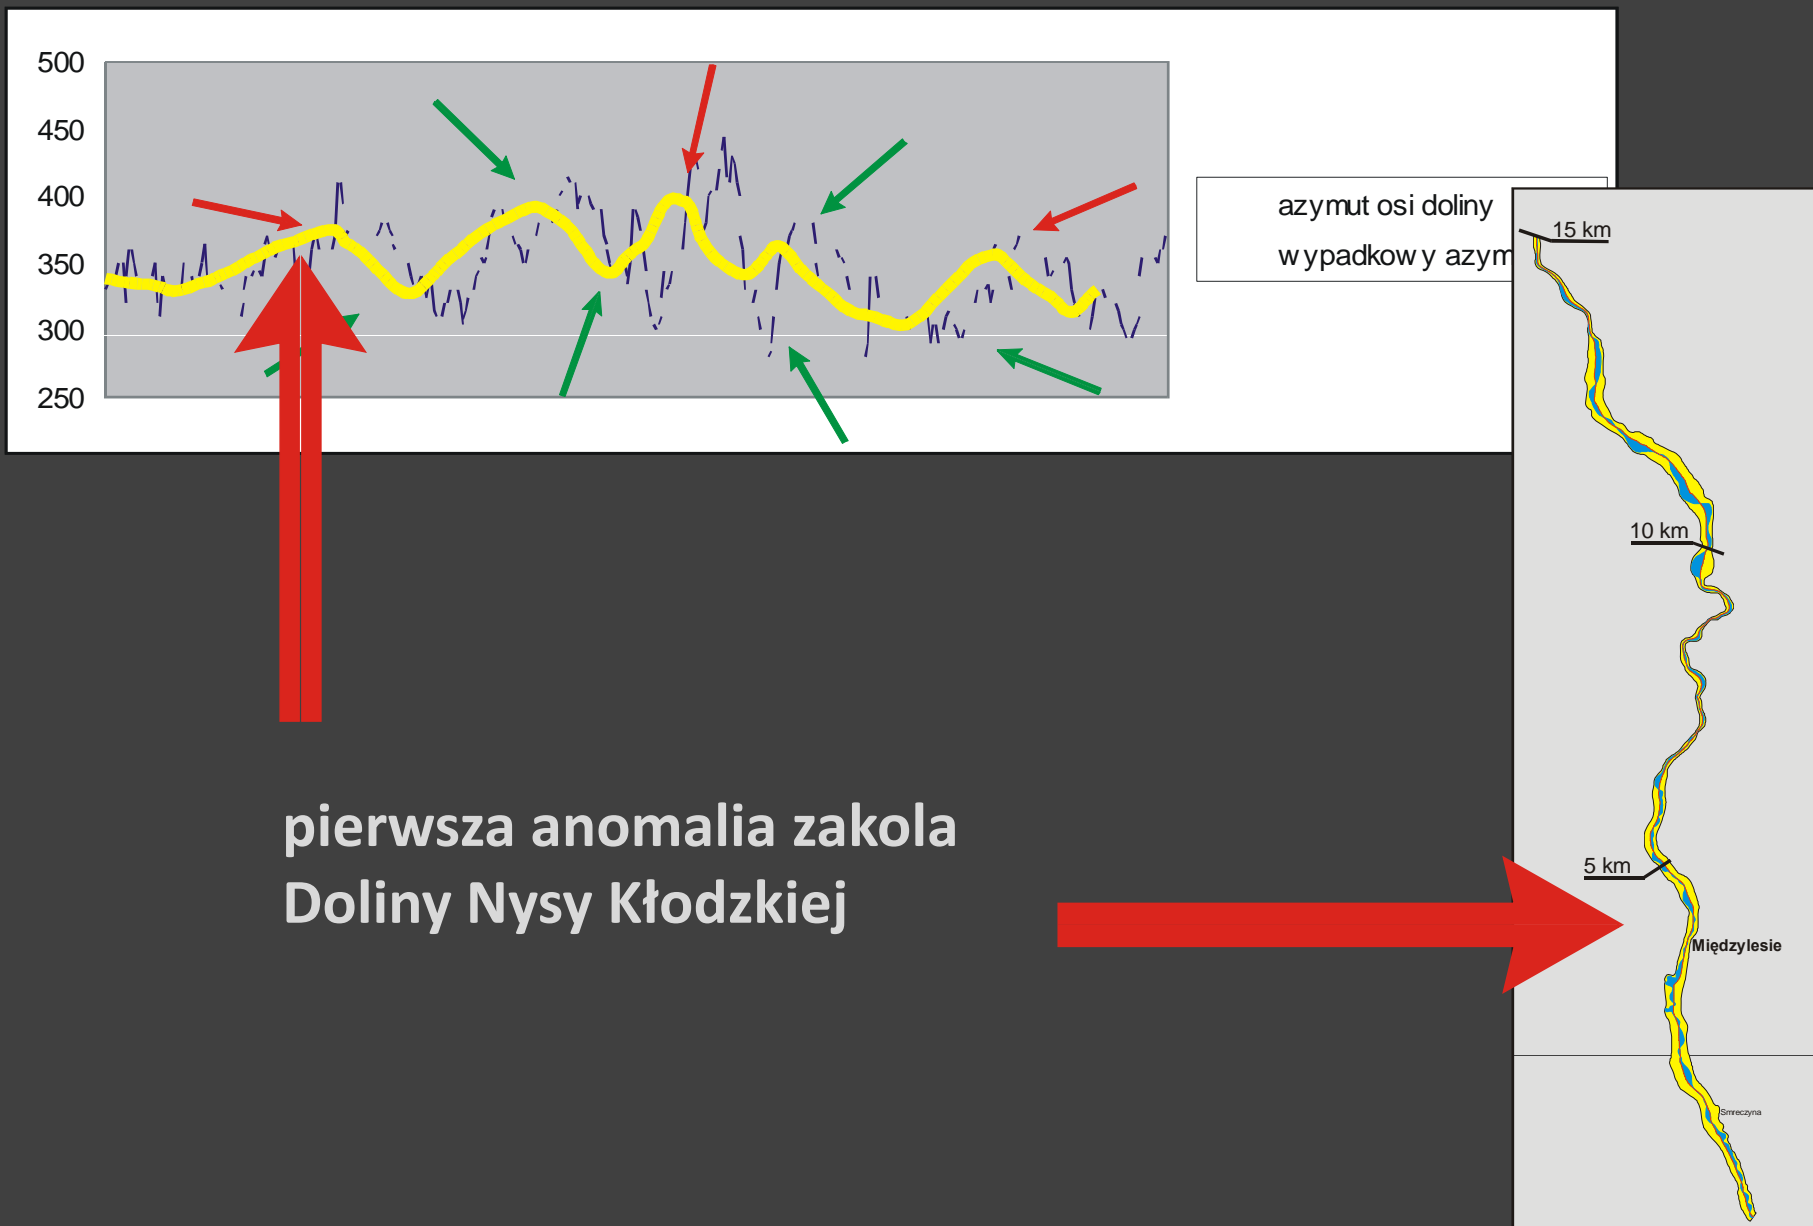 500
450
400
350
300
250
azymut osi doliny
wypadkowy azym
15 km
10 km
5 km
Międzylesie
Smreczyna
pierwsza anomalia zakola
Doliny Nysy Kłodzkiej